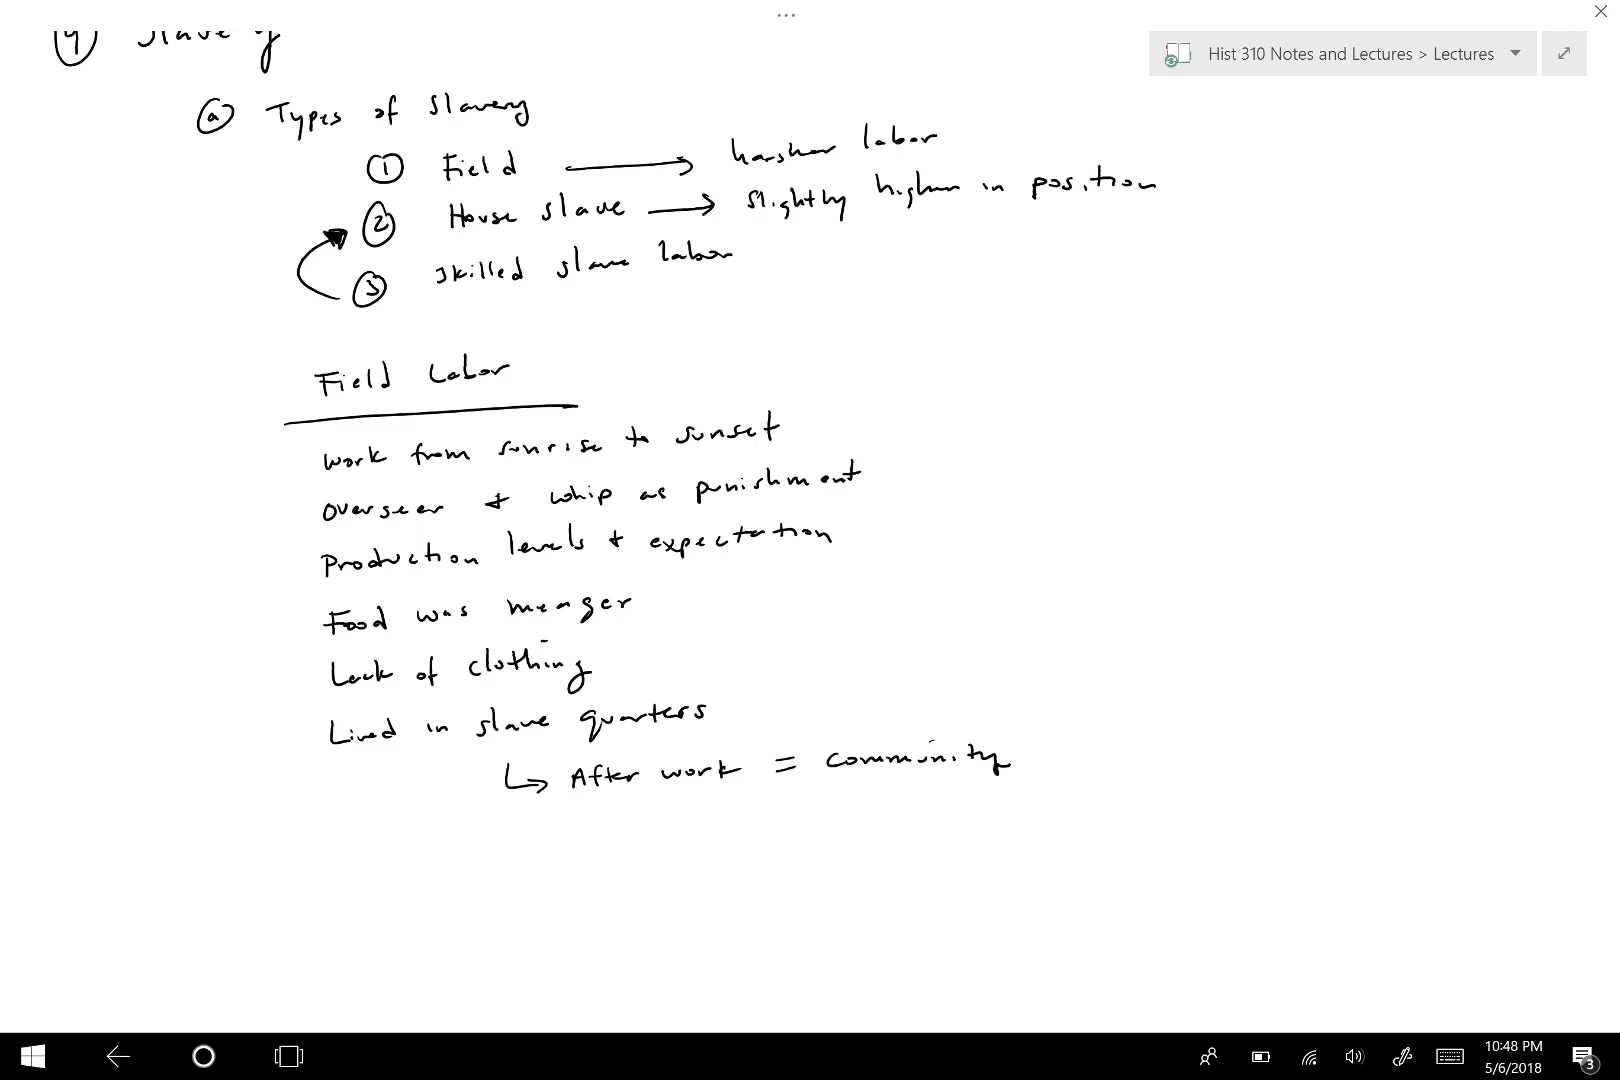 ④ Slavery
Hist 310 Notes and Lectures > Lectures
ⓐ Types of Slavery
① Field → harsher labor
② House slave → slightly higher in position
③ skilled slave labor
Field Labor
work from sunrise to sunset
overseer + whip as punishment
Production levels + expectation
Food was meager
Lack of clothing
Lived in slave quarters
↳ After work = community
10:48 PM
5/6/2018
3